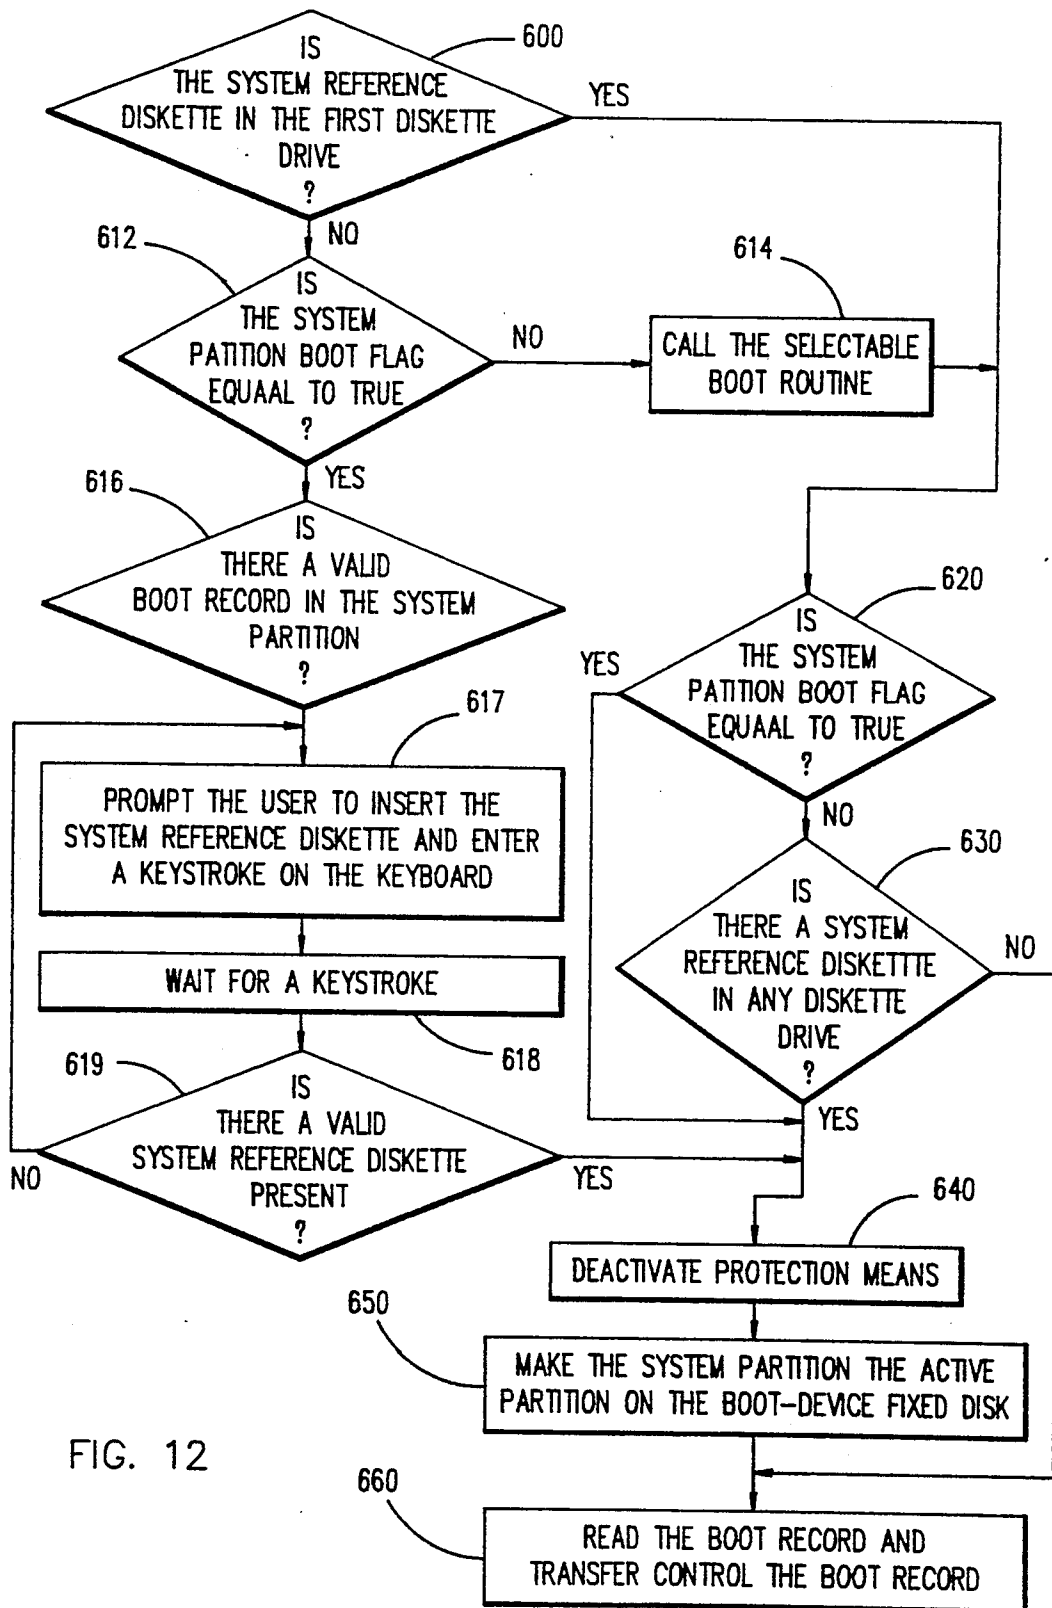 600
IS
THE SYSTEM REFERENCE
DISKETTE IN THE FIRST DISKETTE
DRIVE
?
YES
NO
612
IS
THE SYSTEM
PATITION BOOT FLAG
EQUAAL TO TRUE
?
NO
614
CALL THE SELECTABLE
BOOT ROUTINE
YES
616
IS
THERE A VALID
BOOT RECORD IN THE SYSTEM
PARTITION
?
617
PROMPT THE USER TO INSERT THE
SYSTEM REFERENCE DISKETTE AND ENTER
A KEYSTROKE ON THE KEYBOARD
WAIT FOR A KEYSTROKE
618
619
IS
THERE A VALID
SYSTEM REFERENCE DISKETTE
PRESENT
?
NO
YES
620
IS
THE SYSTEM
PATITION BOOT FLAG
EQUAAL TO TRUE
?
YES
NO
630
IS
THERE A SYSTEM
REFERENCE DISKETTTE
IN ANY DISKETTE
DRIVE
?
NO
YES
640
DEACTIVATE PROTECTION MEANS
650
MAKE THE SYSTEM PARTITION THE ACTIVE
PARTITION ON THE BOOT-DEVICE FIXED DISK
660
READ THE BOOT RECORD AND
TRANSFER CONTROL THE BOOT RECORD
FIG. 12